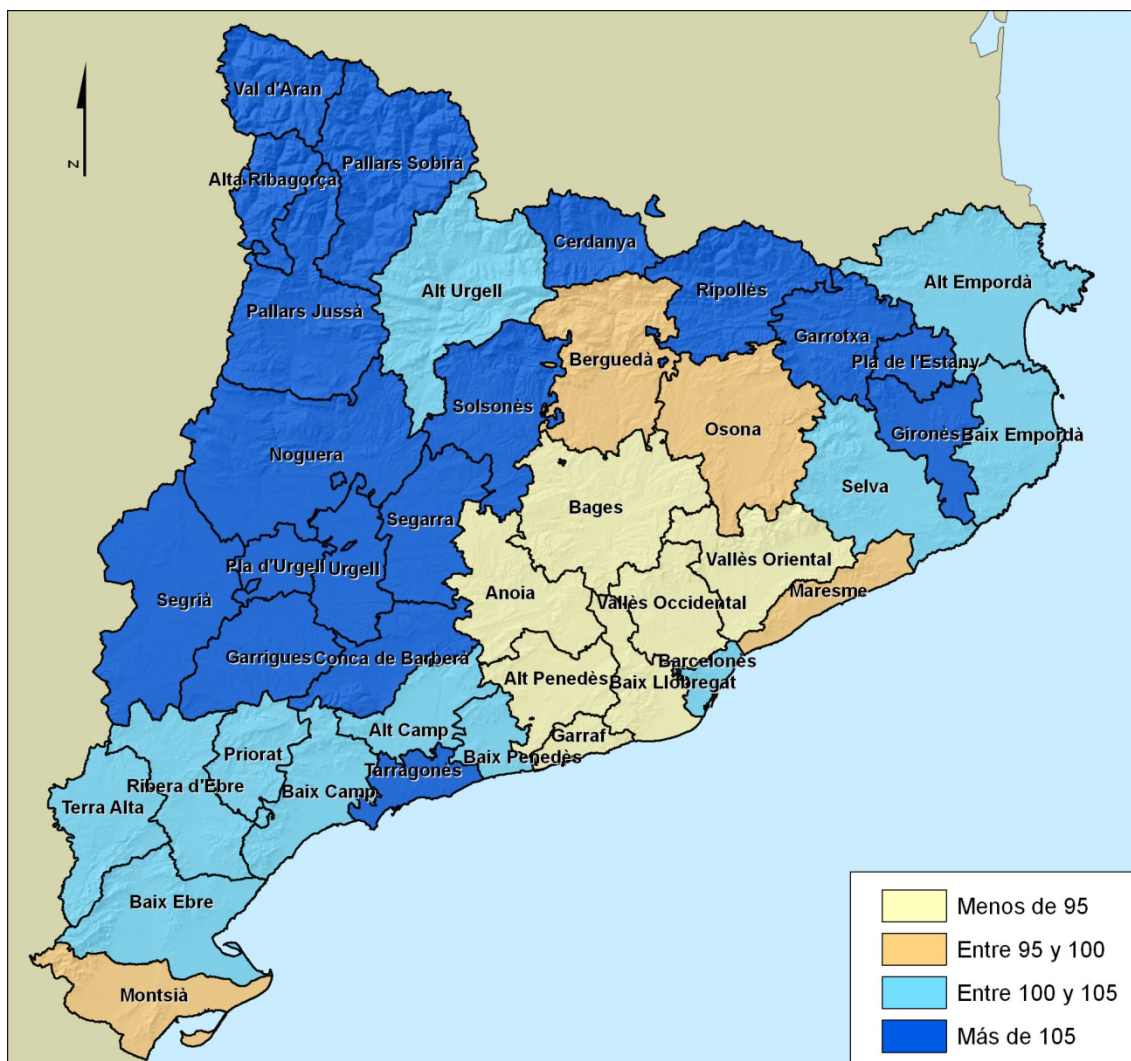 Val d'Aran
Pallars Sobirà
Alta Ribagorça
N
Cerdanya
Alt Urgell
Ripollès
Alt Empordà
Pallars Jussà
Garrotxa
Berguedà
Pla de l'Estany
Solsonès
Osona
Gironès
Baix Empordà
Noguera
Selva
Bages
Segarra
Vallès Oriental
Pla d'Urgell
Urgell
Maresme
Segrià
Anoia
Vallès Occidental
Garrigues
Conca de Barberà
Barcelonès
Alt Penedès
Baix Llobregat
Alt Camp
Garraf
Priorat
Baix Penedès
Tarragonès
Ribera d'Ebre
Baix Camp
Terra Alta
Baix Ebre
Montsià
Menos de 95
Entre 95 y 100
Entre 100 y 105
Más de 105